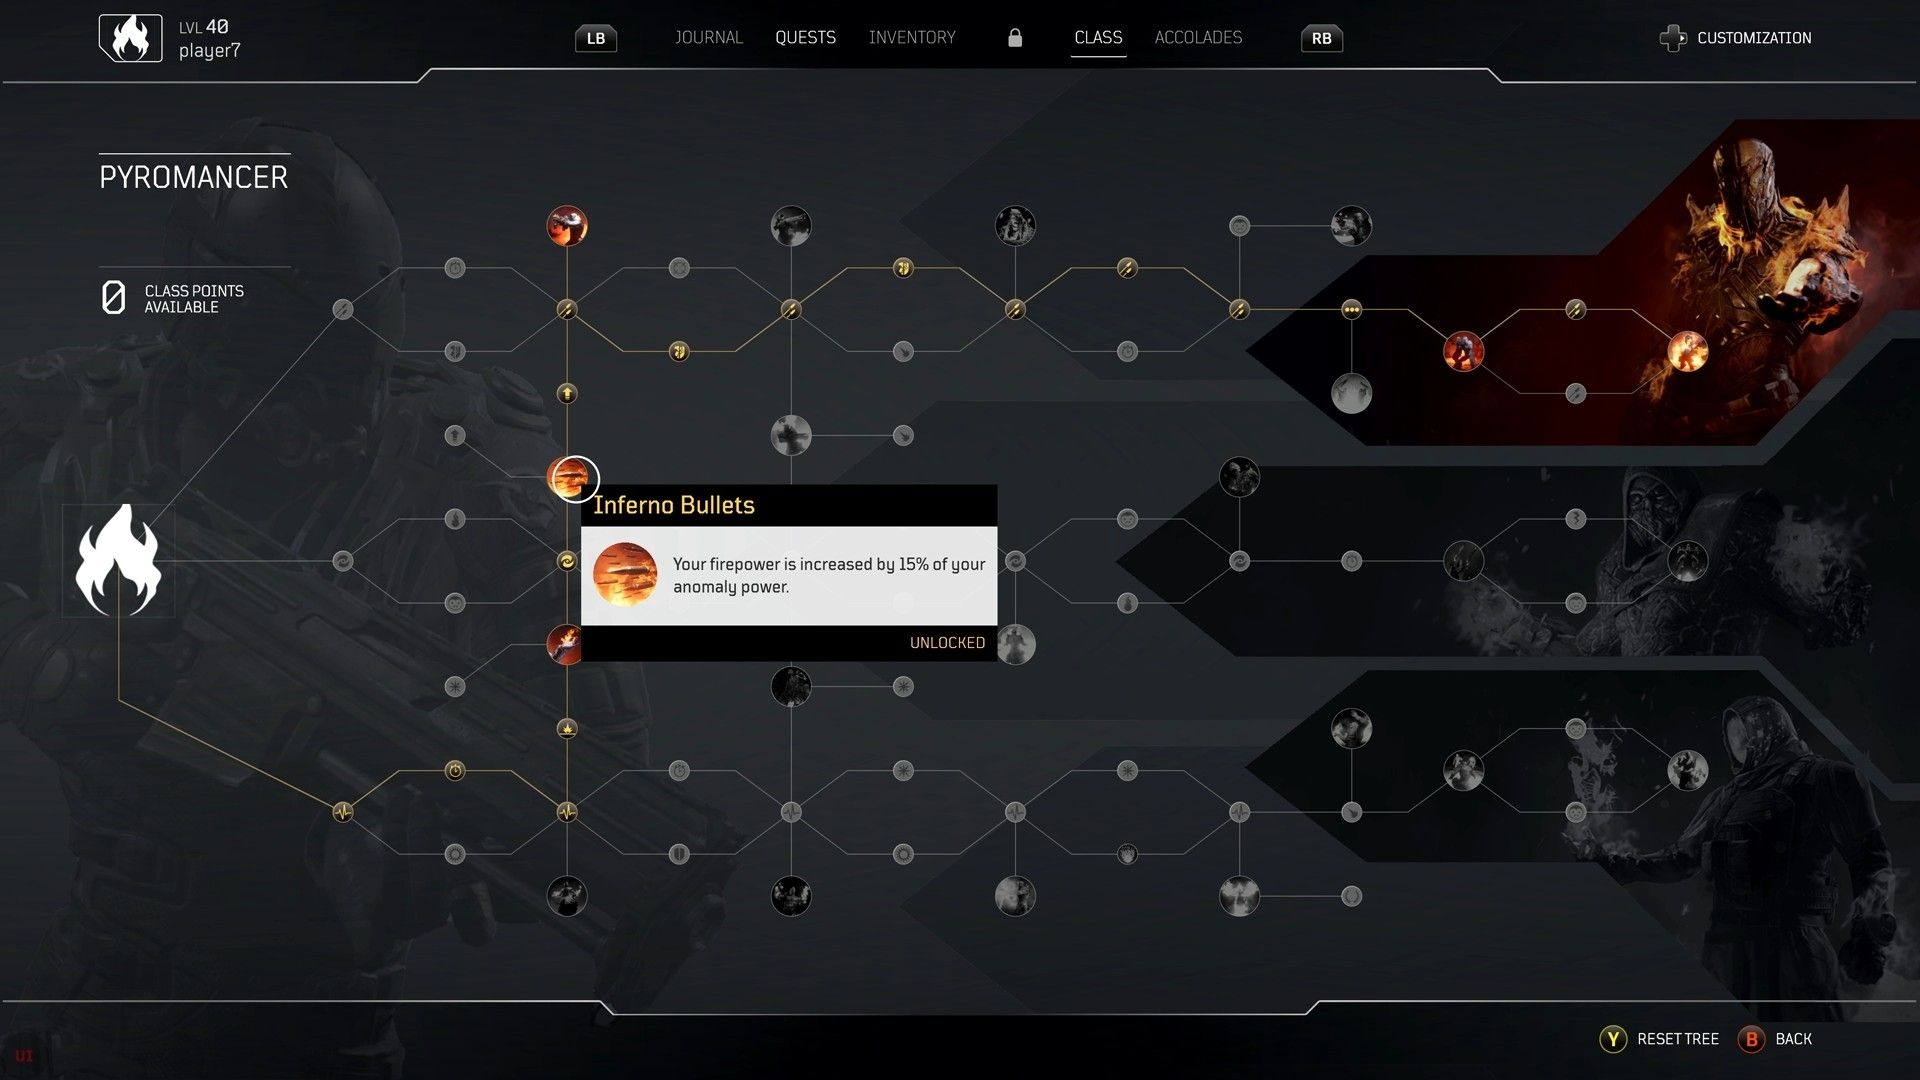 LVL 40
player7
LB
JOURNAL
QUESTS
INVENTORY
CLASS
ACCOLADES
RB
CUSTOMIZATION
PYROMANCER
0
CLASS POINTS
AVAILABLE
Inferno Bullets
Your firepower is increased by 15% of your
anomaly power.
UNLOCKED
UI
Y
RESET TREE
B
BACK